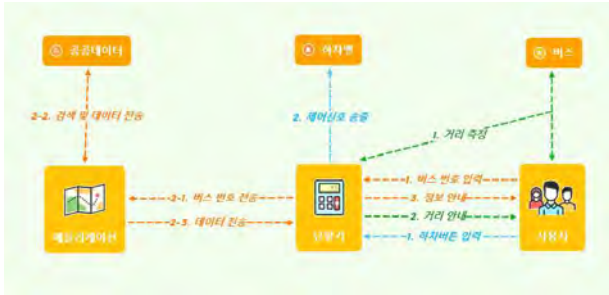 공공데이터
하차벨
버스
2-2. 검색 및 데이터 전송
2. 제어신호 송출
1. 거리 측정
1. 버스 번호 입력
2-1. 버스 번호 전송
3. 정보 안내
2-3. 데이터 전송
2. 거리 안내
1. 하차버튼 입력
애플리케이션
단말기
사용자